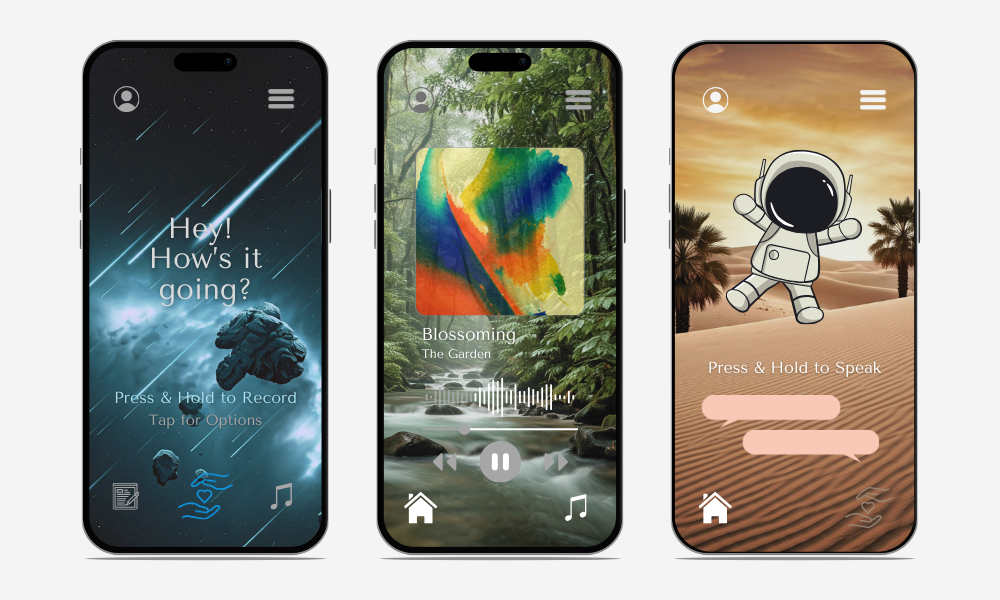 Hey!
How's it
going?
Press & Hold to Record
Tap for Options
Blossoming
The Garden
Press & Hold to Speak